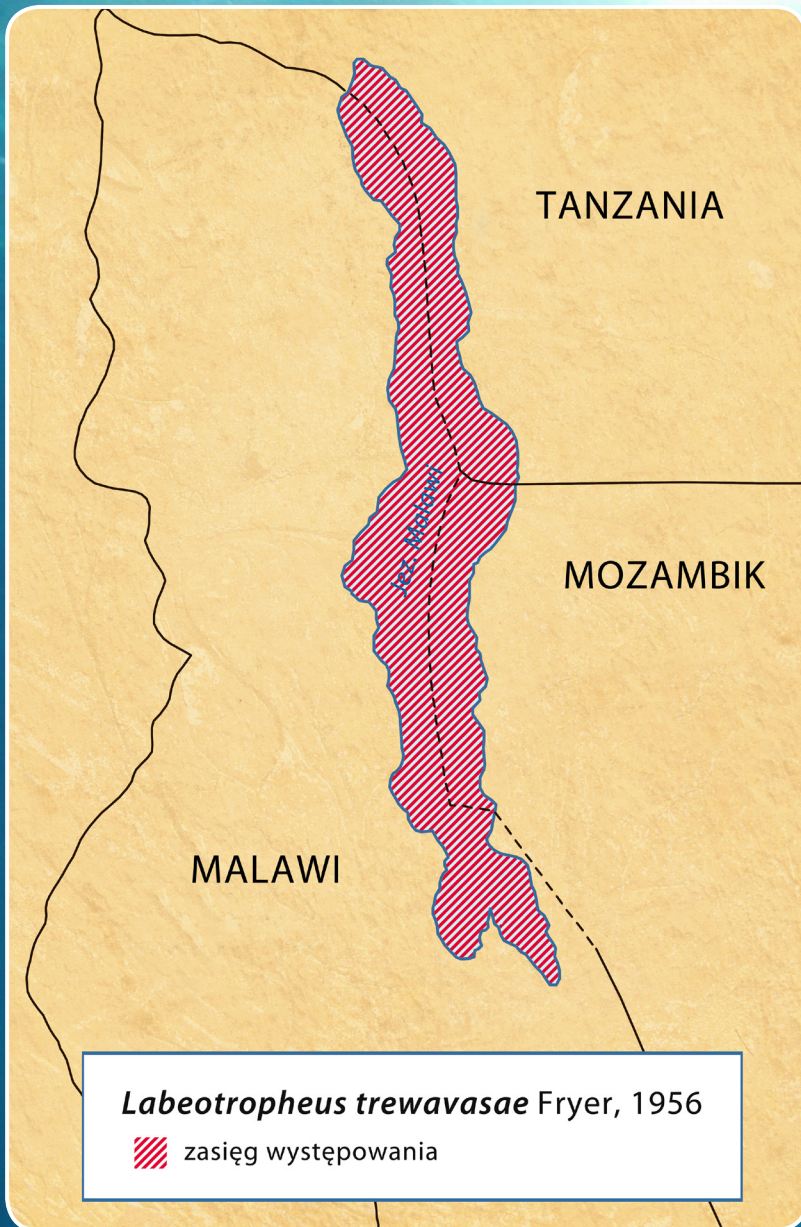 TANZANIA
Jez. Malawi
MOZAMBIK
MALAWI
Labeotropheus trewavasae Fryer, 1956
zasięg występowania